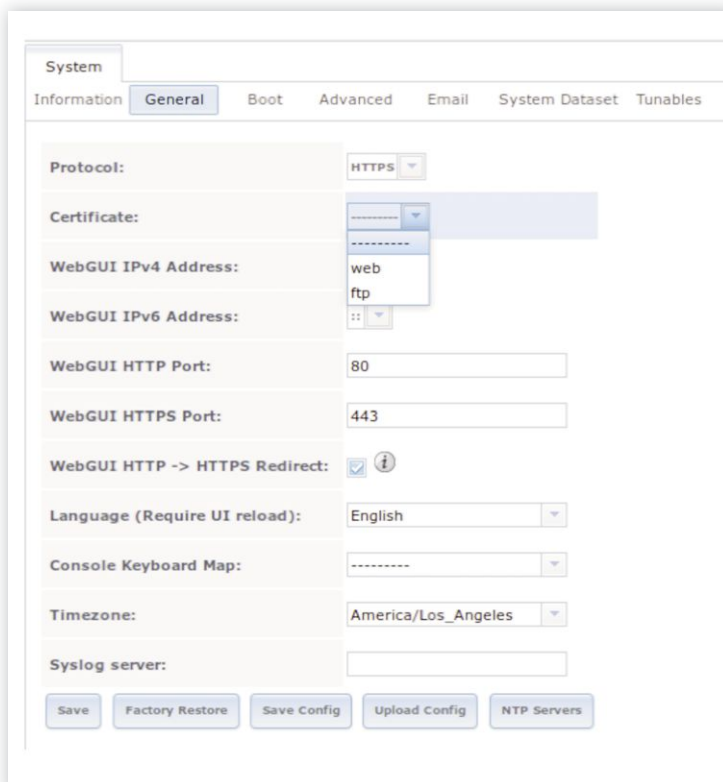 System
Information General Boot Advanced Email System Dataset Tunables
Protocol: HTTPS
Certificate: ---------
---------
WebGUI IPv4 Address: web
ftp
WebGUI IPv6 Address: ::
WebGUI HTTP Port: 80
WebGUI HTTPS Port: 443
WebGUI HTTP -> HTTPS Redirect: i
Language (Require UI reload): English
Console Keyboard Map: ---------
Timezone: America/Los_Angeles
Syslog server:
Save Factory Restore Save Config Upload Config NTP Servers